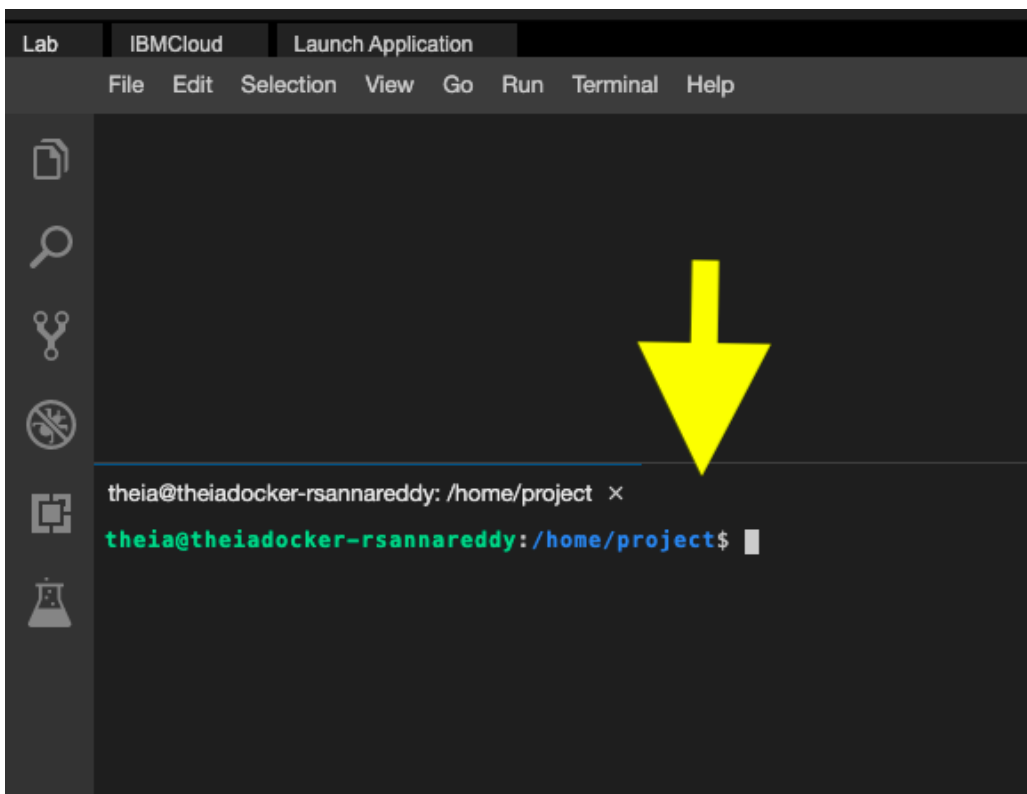 Lab IBMCloud Launch Application
File Edit Selection View Go Run Terminal Help
theia@theiadocker-rsannareddy: /home/project ×
theia@theiadocker-rsannareddy:/home/project$